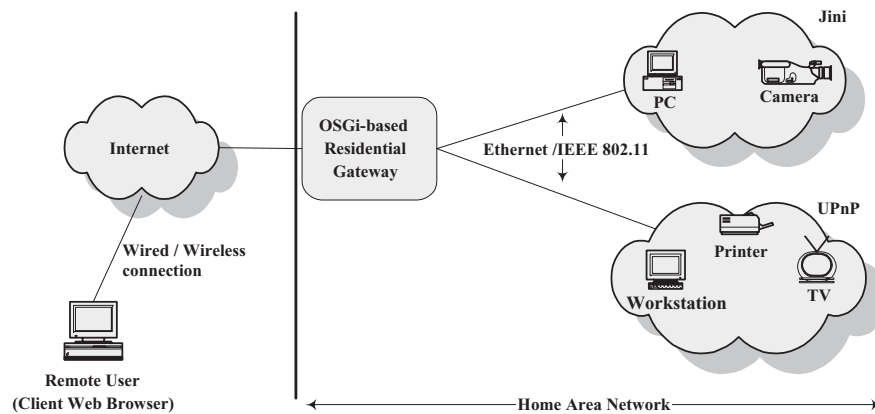 Jini
PC
Camera
OSGi-based
Residential
Gateway
Internet
Ethernet /IEEE 802.11
UPnP
Printer
Wired / Wireless
connection
Workstation
TV
Remote User
(Client Web Browser)
Home Area Network